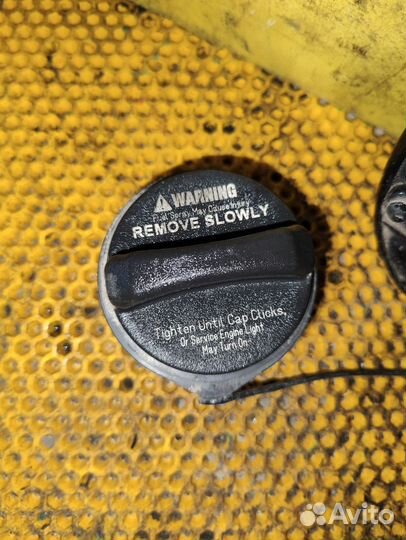 ⚠ WARNING
Fuel Spray May Cause Injury
REMOVE SLOWLY
Tighten Until Cap Clicks,
Or Service Engine Light
May Turn On.
Avito